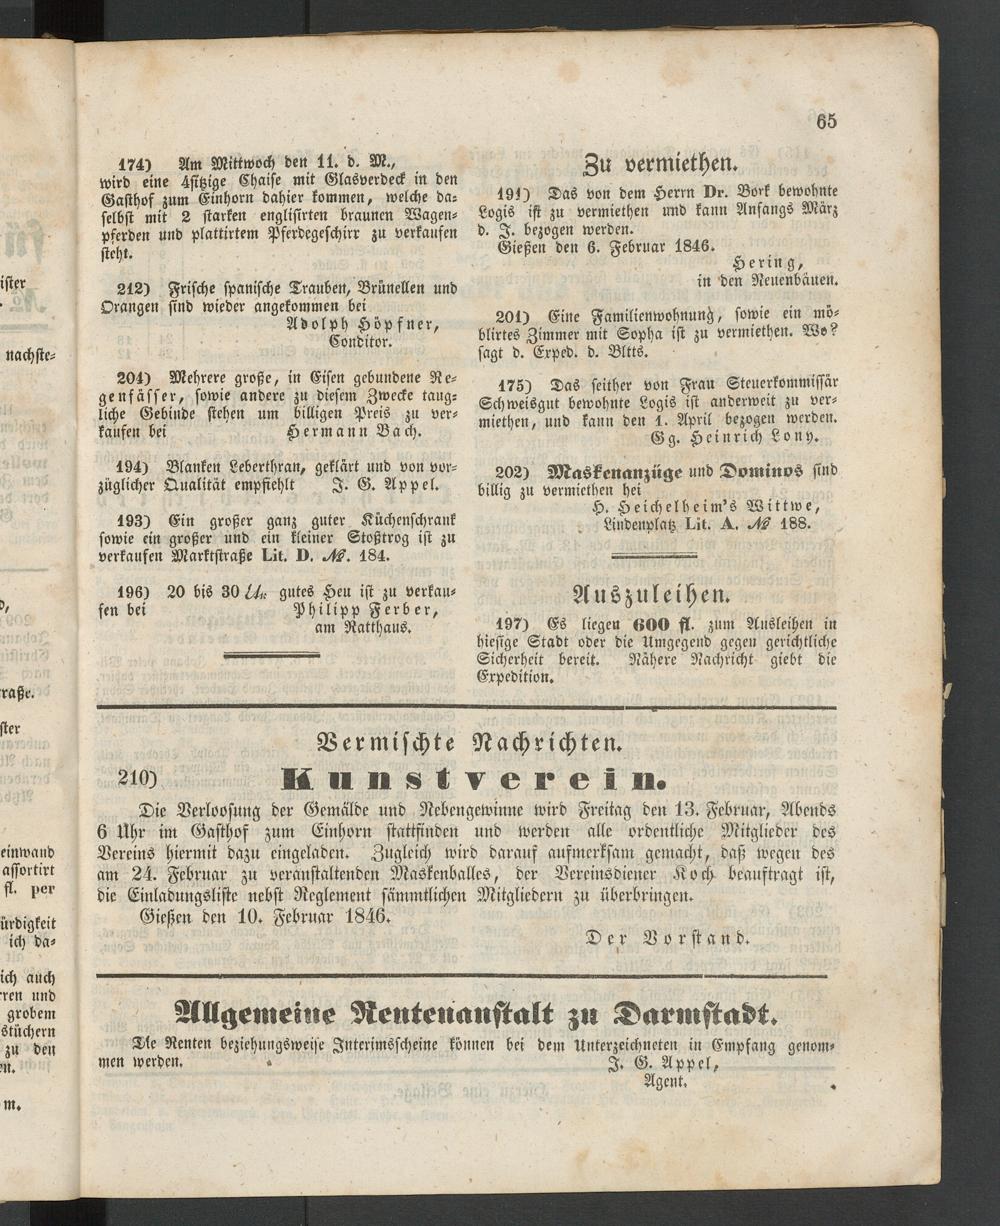 65
174) Am Mittwoch den 11. d. M.,
wird eine 4sitzige Chaise mit Glasverdeck in den
Gasthof zum Einhorn dahier kommen, welche da-
selbst mit 2 starken englisirten braunen Wagen-
pferden und plattirtem Pferdegeschirr zu verkaufen
steht.
212) Frische spanische Trauben, Brünellen und
Orangen sind wieder angekommen bei
Adolph Höpfner,
Conditor.
204) Mehrere große, in Eisen gebundene Re-
genfässer, sowie andere zu diesem Zwecke taug-
liche Gebinde stehen um billigen Preis zu ver-
kaufen bei Hermann Bach.
194) Blanken Leberthran, geklärt und von vor-
züglicher Qualität empfiehlt J. G. Appel.
193) Ein großer ganz guter Küchenschrank
sowie ein großer und ein kleiner Stoßtrog ist zu
verkaufen Marktstraße Lit. D. №. 184.
196) 20 bis 30 gutes Heu ist zu verkau-
fen bei Philipp Ferber,
am Ratthaus.
Zu vermiethen.
191) Das von dem Herrn Dr. Bork bewohnte
Logis ist zu vermiethen und kann Anfangs März
d. J. bezogen werden.
Gießen den 6. Februar 1846.
Hering,
in den Neuenbäuen.
201) Eine Familienwohnung, sowie ein mö-
blirtes Zimmer mit Sopha ist zu vermiethen. Wo?
sagt d. Exped. d. Bltts.
175) Das seither von Frau Steuerkommissär
Schweisgut bewohnte Logis ist anderweit zu ver-
miethen, und kann den 1. April bezogen werden.
Gg. Heinrich Lony.
202) Maskenanzüge und Dominos sind
billig zu vermiethen bei
H. Heichelheim's Wittwe,
Lindenplatz Lit. A. № 188.
Auszuleihen.
197) Es liegen 600 fl. zum Ausleihen in
hiesige Stadt oder die Umgegend gegen gerichtliche
Sicherheit bereit. Nähere Nachricht giebt die
Expedition.
Vermischte Nachrichten.
210) Kunstverein.
Die Verloosung der Gemälde und Nebengewinne wird Freitag den 13. Februar, Abends
6 Uhr im Gasthof zum Einhorn stattfinden und werden alle ordentliche Mitglieder des
Vereins hiermit dazu eingeladen. Zugleich wird darauf aufmerksam gemacht, daß wegen des
am 24. Februar zu veranstaltenden Maskenballes, der Vereinsdiener Koch beauftragt ist,
die Einladungsliste nebst Reglement sämmtlichen Mitgliedern zu überbringen.
Gießen den 10. Februar 1846.
Der Vorstand.
Allgemeine Rentenanstalt zu Darmstadt.
Die Renten beziehungsweise Interimsscheine können bei dem Unterzeichneten in Empfang genom-
men werden. J. G. Appel,
Agent.